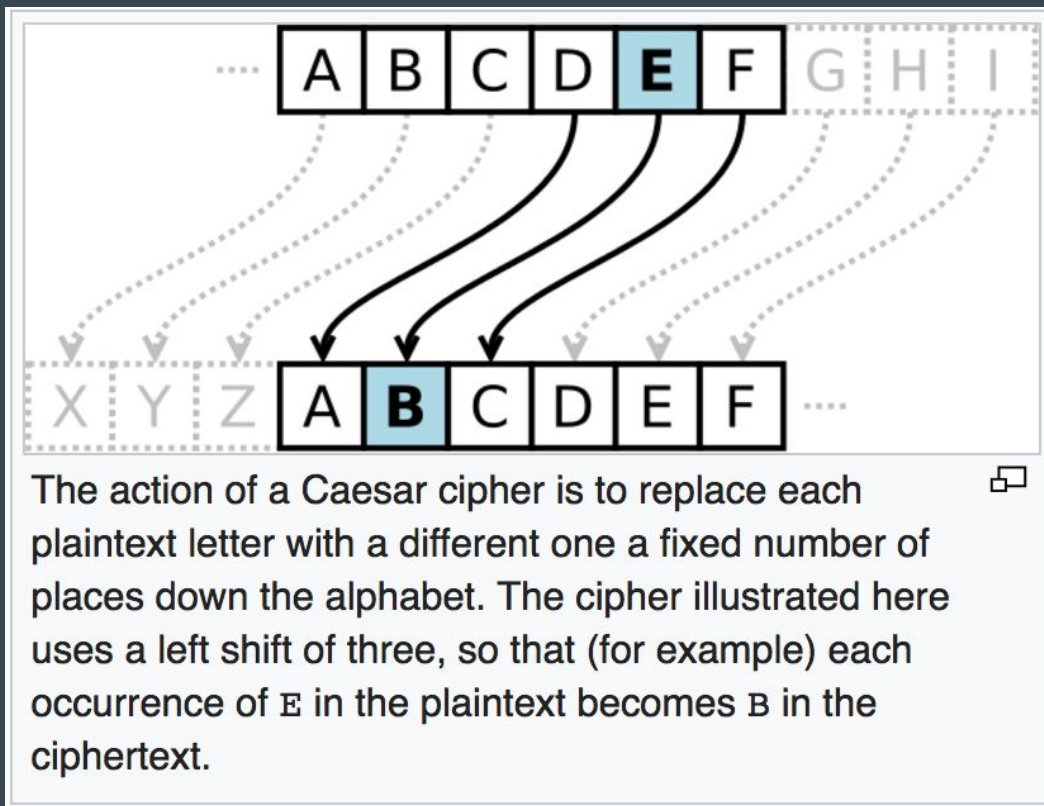 .... A B C D E F G H I
X Y Z A B C D E F ....
The action of a Caesar cipher is to replace each
plaintext letter with a different one a fixed number of
places down the alphabet. The cipher illustrated here
uses a left shift of three, so that (for example) each
occurrence of E in the plaintext becomes B in the
ciphertext.